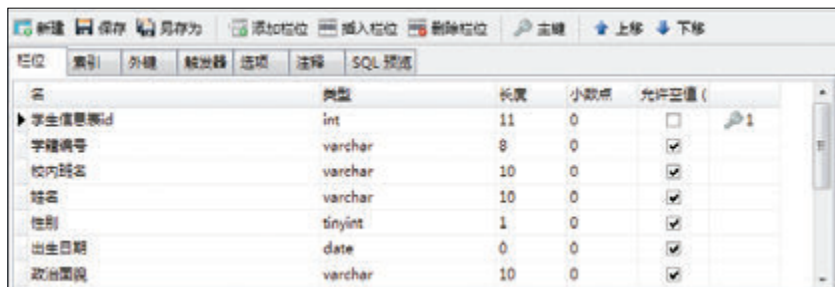 新建 保存 另存为 添加栏位 插入栏位 删除栏位 主键 上移 下移
栏位 索引 外键 触发器 选项 注释 SQL 预览
名 类型 长度 小数点 允许空值 (
学生信息表id int 11 0 1
学籍编号 varchar 8 0
校内班名 varchar 10 0
姓名 varchar 10 0
性别 tinyint 1 0
出生日期 date 0 0
政治面貌 varchar 10 0